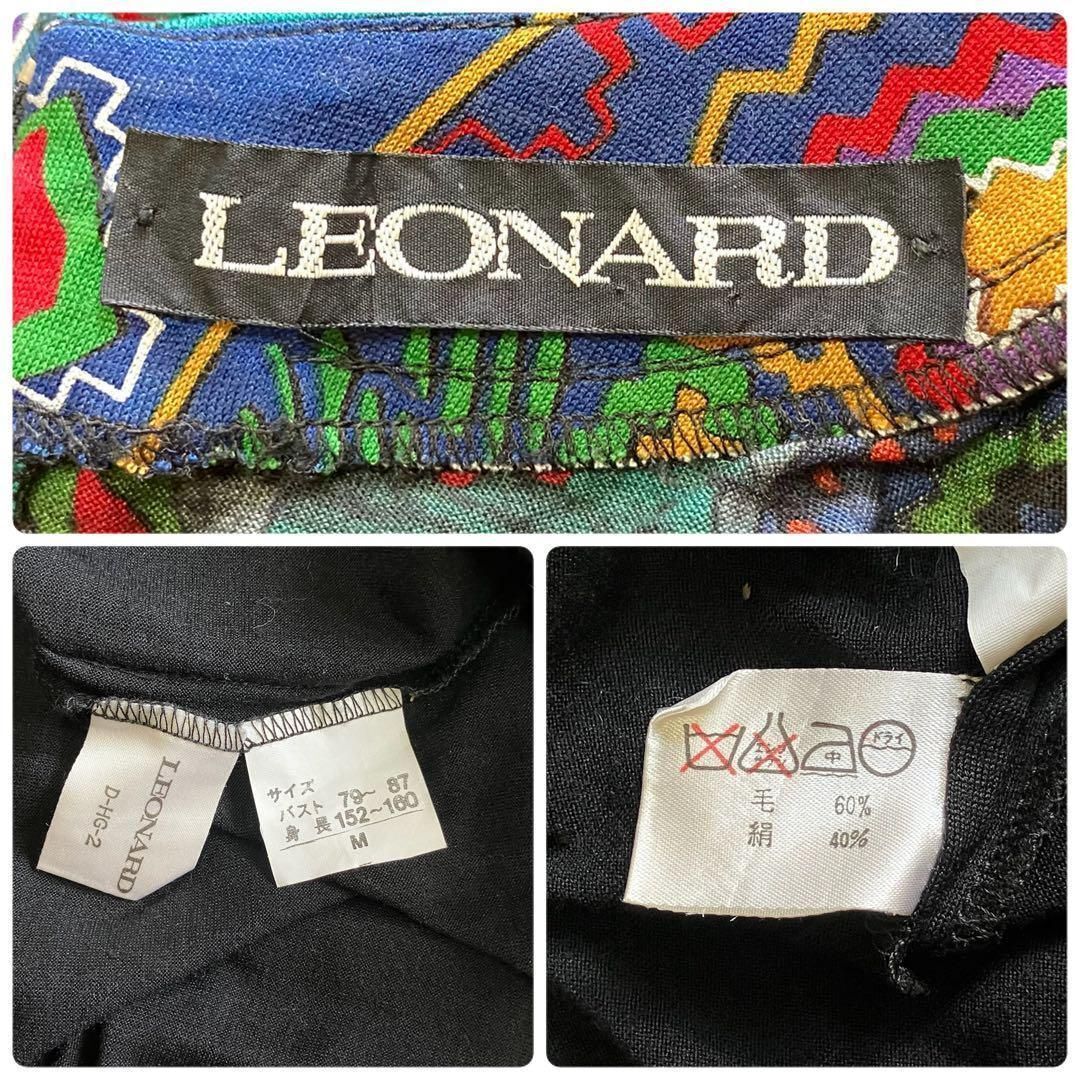 LEONARD
LEONARD
D-HG-2
サイズ
バスト 79～ 87
身 長 152～160
M
中 ドライ
毛 60%
絹 40%